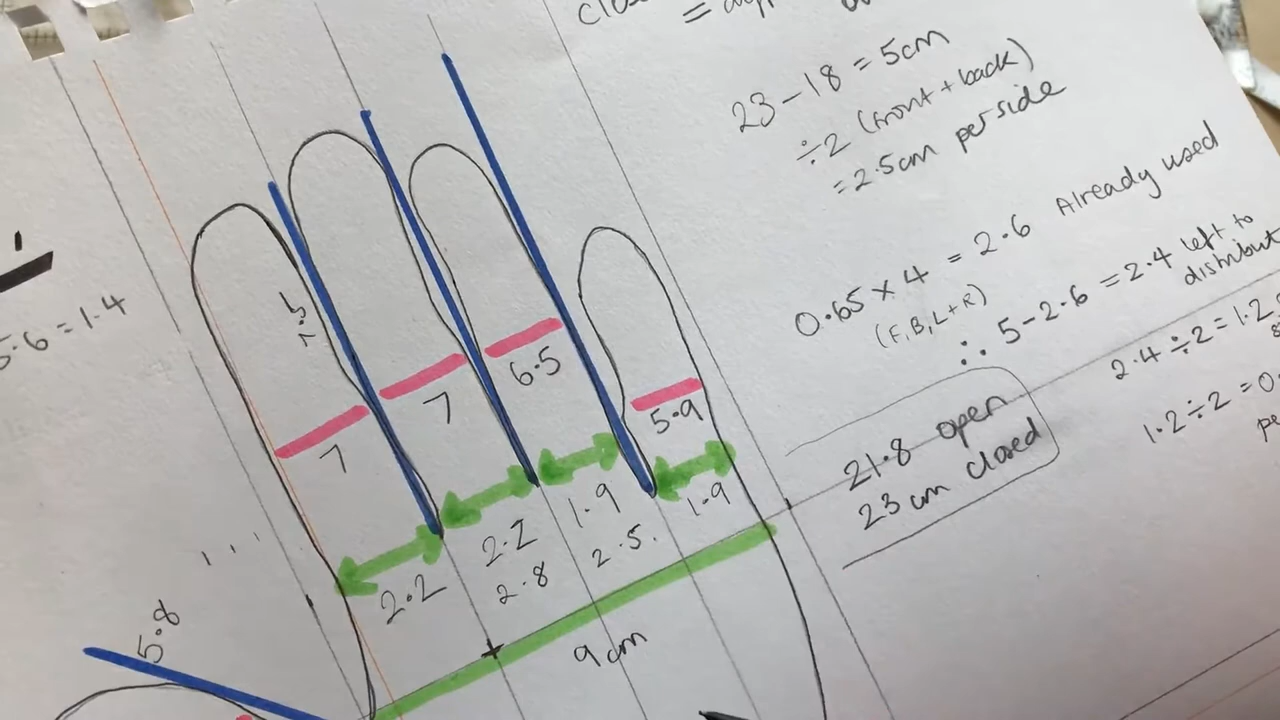 23-18 = 5cm
÷2 (front + back)
= 2.5cm per side
0.65 x 4 = 2.6 Already used
(F, B, L+R)
∴ 5-2.6 = 2.4 left to
5.6 = 1.4
2.4 ÷2 = 1.2
1.2÷2 = 0.
21.8 open
23 cm closed
7.5
7
7
6.5
5.9
2.2
2.2
1.9
1.9
2.8
2.5.
9cm
5.8